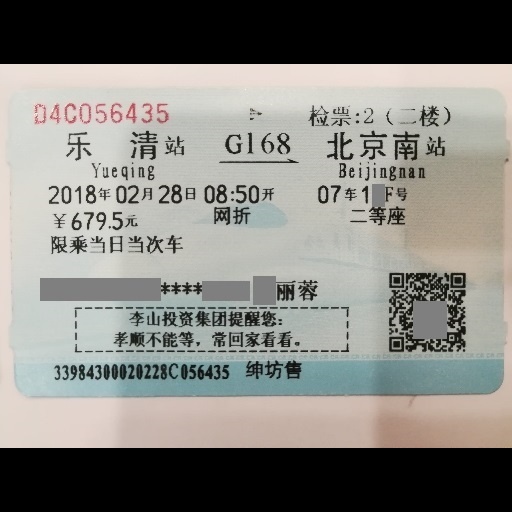 D4C056435
检票:2（二楼）
乐清站 G168 北京南站
Yueqing Beijingnan
2018年02月28日08:50开 07车1 F号
￥679.5元 网折 二等座
限乘当日当次车
**** 丽蓉
李山投资集团提醒您:
孝顺不能等，常回家看看。
33984300020228C056435 绅坊售